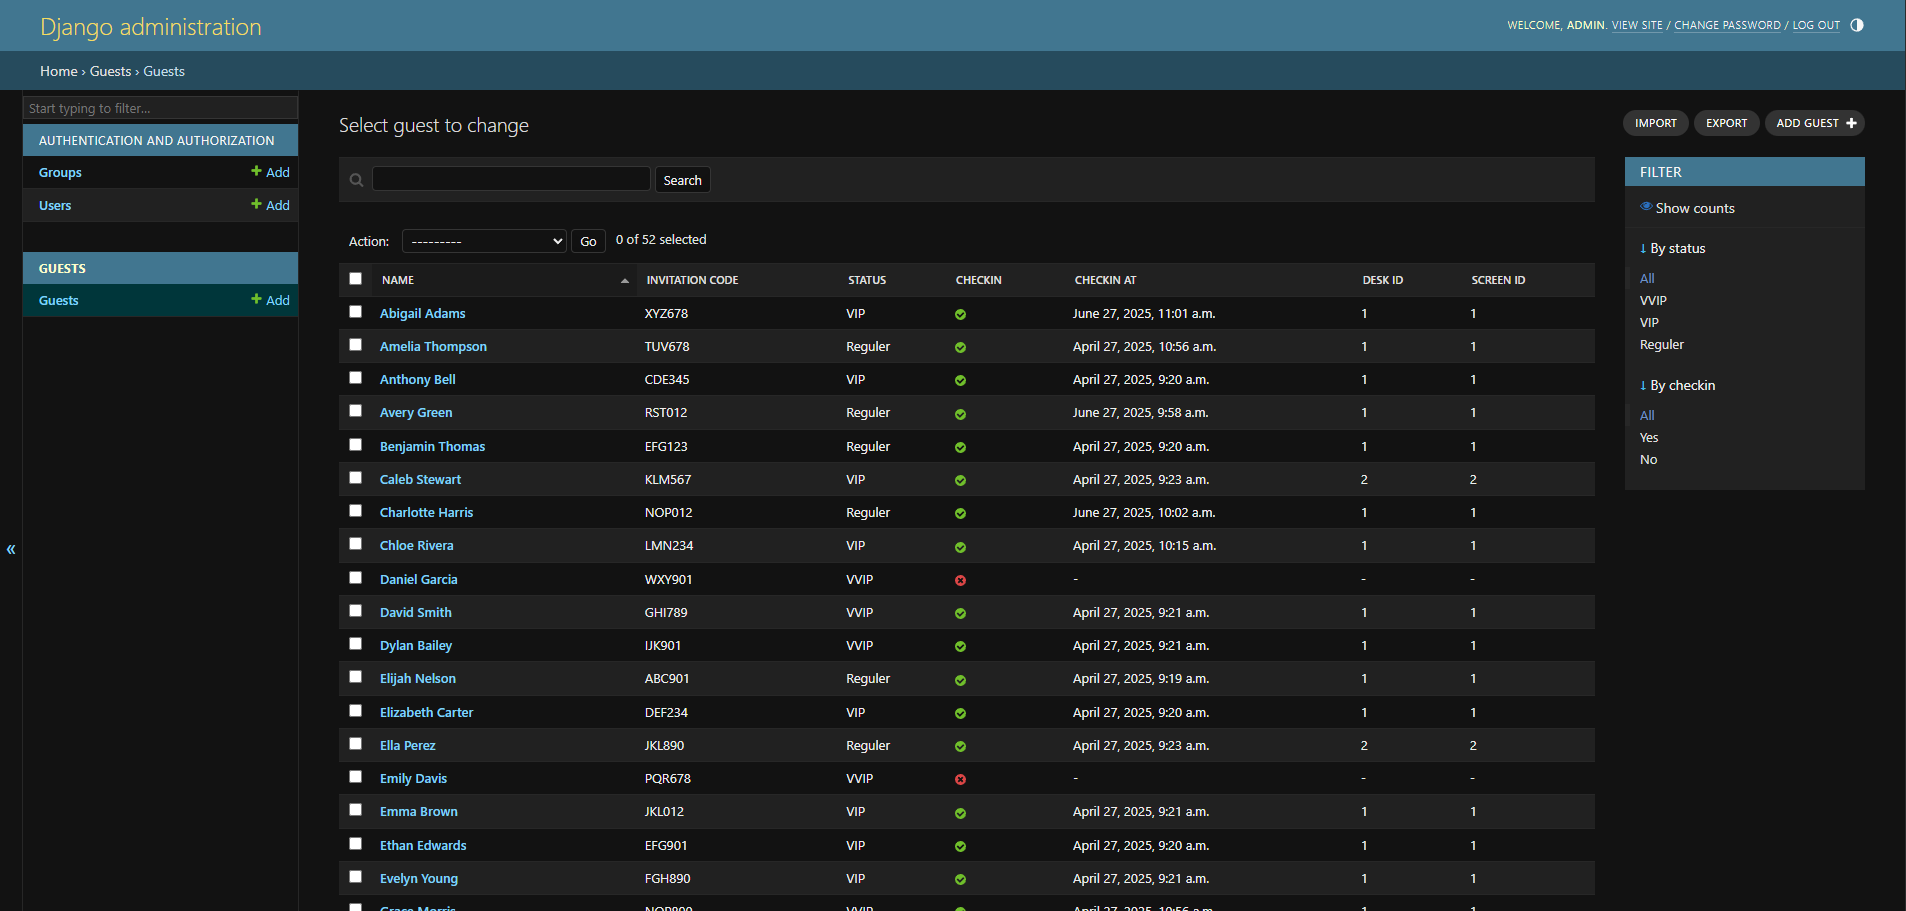 Django administration
WELCOME, ADMIN. VIEW SITE / CHANGE PASSWORD / LOG OUT
Home › Guests › Guests
Start typing to filter...
AUTHENTICATION AND AUTHORIZATION
Groups + Add
Users + Add
GUESTS
Guests + Add
«
Select guest to change
IMPORT
EXPORT
ADD GUEST +
Search
Action: --------- Go 0 of 52 selected
NAME INVITATION CODE STATUS CHECKIN CHECKIN AT DESK ID SCREEN ID
Abigail Adams XYZ678 VIP June 27, 2025, 11:01 a.m. 1 1
Amelia Thompson TUV678 Reguler April 27, 2025, 10:56 a.m. 1 1
Anthony Bell CDE345 VIP April 27, 2025, 9:20 a.m. 1 1
Avery Green RST012 Reguler June 27, 2025, 9:58 a.m. 1 1
Benjamin Thomas EFG123 Reguler April 27, 2025, 9:20 a.m. 1 1
Caleb Stewart KLM567 VIP April 27, 2025, 9:23 a.m. 2 2
Charlotte Harris NOP012 Reguler June 27, 2025, 10:02 a.m. 1 1
Chloe Rivera LMN234 VIP April 27, 2025, 10:15 a.m. 1 1
Daniel Garcia WXY901 VVIP - - -
David Smith GHI789 VVIP April 27, 2025, 9:21 a.m. 1 1
Dylan Bailey IJK901 VVIP April 27, 2025, 9:21 a.m. 1 1
Elijah Nelson ABC901 Reguler April 27, 2025, 9:19 a.m. 1 1
Elizabeth Carter DEF234 VIP April 27, 2025, 9:20 a.m. 1 1
Ella Perez JKL890 Reguler April 27, 2025, 9:23 a.m. 2 2
Emily Davis PQR678 VVIP - - -
Emma Brown JKL012 VIP April 27, 2025, 9:21 a.m. 1 1
Ethan Edwards EFG901 VIP April 27, 2025, 9:20 a.m. 1 1
Evelyn Young FGH890 VIP April 27, 2025, 9:21 a.m. 1 1
Grace Morris NOP890 VVIP April 27, 2025, 10:56 a.m. 1 1
FILTER
Show counts
↓ By status
All
VVIP
VIP
Reguler
↓ By checkin
All
Yes
No